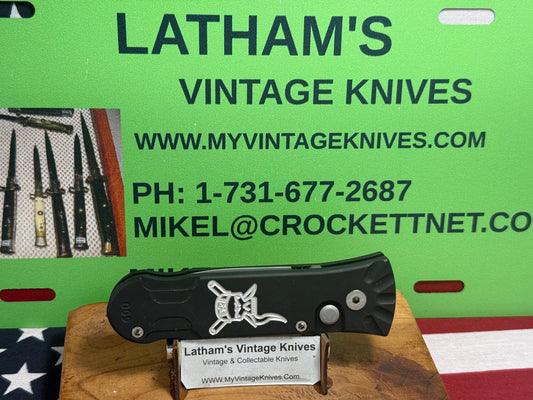 LATHAM'S
VINTAGE KNIVES
WWW.MYVINTAGEKNIVES.COM
PH: 1-731-677-2687
MIKEL@CROCKETTNET.CO
Latham's Vintage Knives
Vintage & Collectable Knives
www.MyVintageKnives.Com